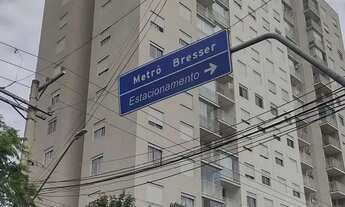 Metrô Bresser
Estacionamento